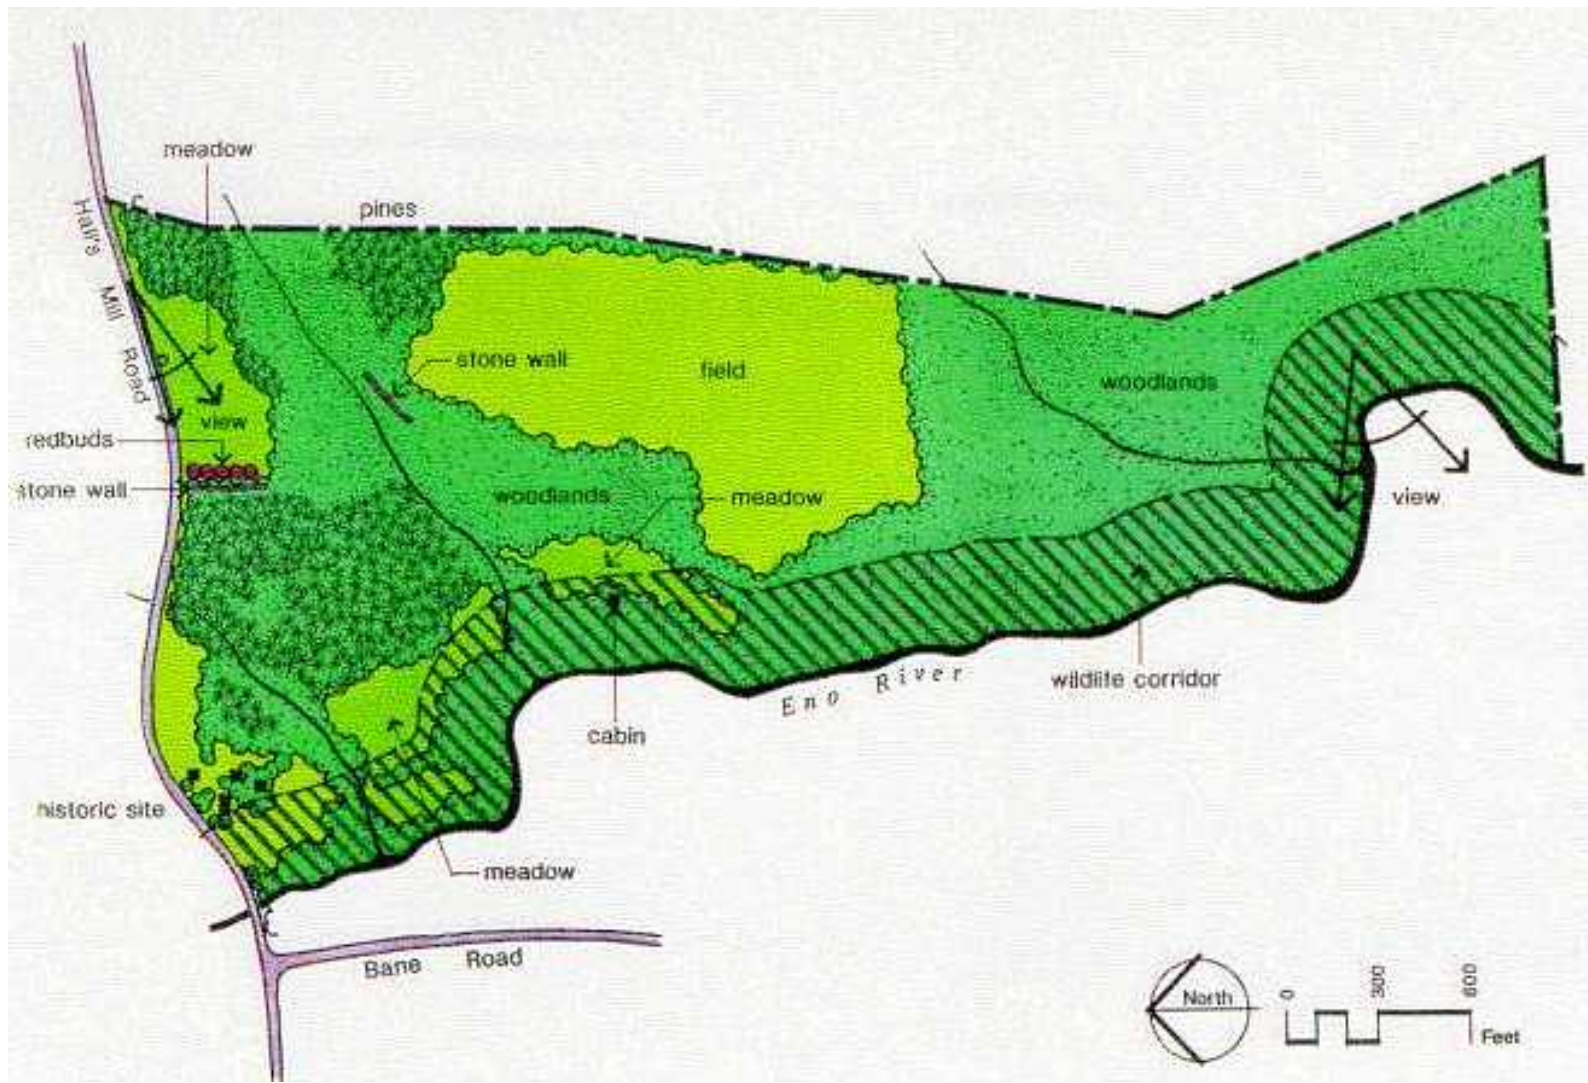 meadow
pines
Hall's Mill Road
stone wall
field
woodlands
view
redbuds
stone wall
woodlands
meadow
view
Eno River
wildlife corridor
cabin
historic site
meadow
Bane Road
North
0
300
600
Feet